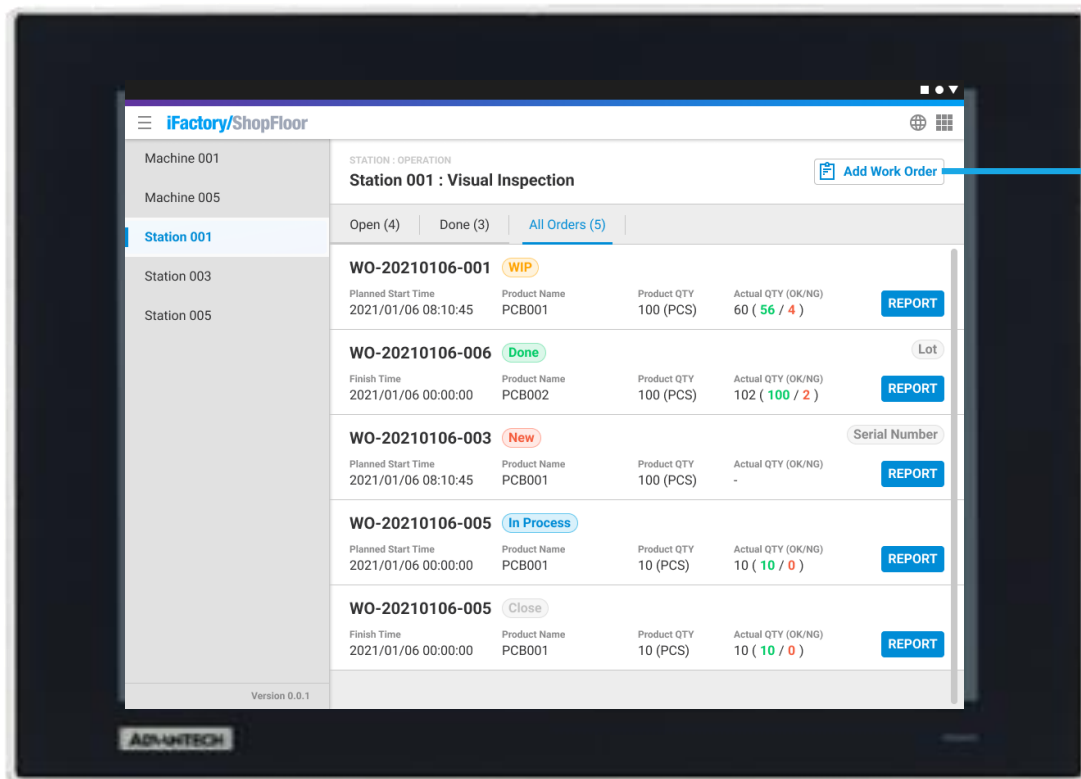 iFactory/ShopFloor
Machine 001
Machine 005
Station 001
Station 003
Station 005
Version 0.0.1
STATION : OPERATION
Station 001 : Visual Inspection
Add Work Order
Open (4) Done (3) All Orders (5)
WO-20210106-001 WIP
Planned Start Time Product Name Product QTY Actual QTY (OK/NG)
2021/01/06 08:10:45 PCB001 100 (PCS) 60 ( 56 / 4 ) REPORT
WO-20210106-006 Done Lot
Finish Time Product Name Product QTY Actual QTY (OK/NG)
2021/01/06 00:00:00 PCB002 100 (PCS) 102 ( 100 / 2 ) REPORT
WO-20210106-003 New Serial Number
Planned Start Time Product Name Product QTY Actual QTY (OK/NG)
2021/01/06 08:10:45 PCB001 100 (PCS) - REPORT
WO-20210106-005 In Process
Planned Start Time Product Name Product QTY Actual QTY (OK/NG)
2021/01/06 00:00:00 PCB001 10 (PCS) 10 ( 10 / 0 ) REPORT
WO-20210106-005 Close
Finish Time Product Name Product QTY Actual QTY (OK/NG)
2021/01/06 00:00:00 PCB001 10 (PCS) 10 ( 10 / 0 ) REPORT
ADVANTECH